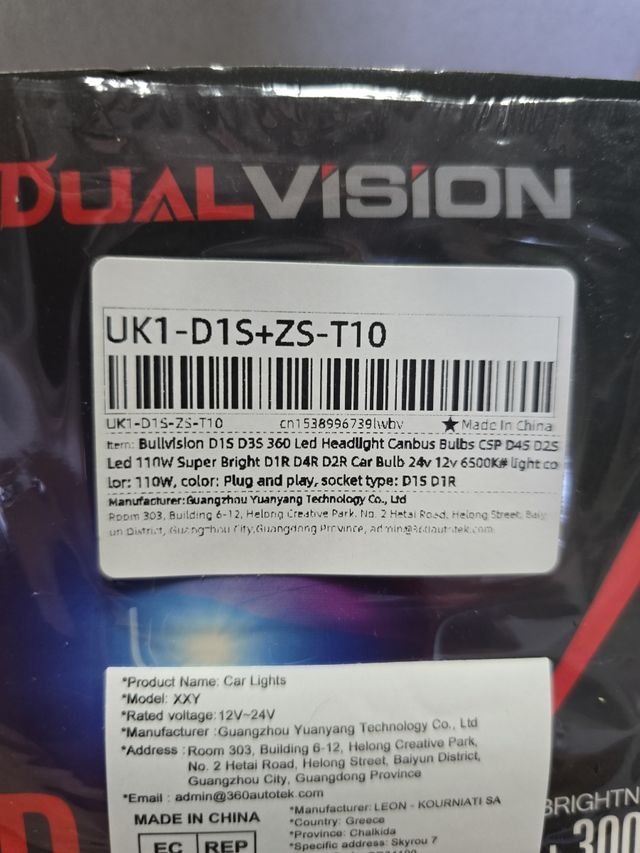 DUALVISION
UK1-D1S+ZS-T10
UK1-D1S-ZS-T10 cn1538996739lwbv ★Made In China
Item: Bullvision D1S D3S 360 Led Headlight Canbus Bulbs CSP D4S D2S
Led 110W Super Bright D1R D4R D2R Car Bulb 24v 12v 6500K# light co
lor: 110W, color: Plug and play, socket type: D1S D1R
Manufacturer:Guangzhou Yuanyang Technology Co., Ltd
Room 303, Building 6-12, Helong Creative Park, No. 2 Hetai Road, Helong Street, Baiy
un District, Guangzhou City,Guangdong Province, admin@360autotek.com
*Product Name: Car Lights
*Model: XXY
*Rated voltage:12V~24V
*Manufacturer :Guangzhou Yuanyang Technology Co., Ltd
*Address : Room 303, Building 6-12, Helong Creative Park,
No. 2 Hetai Road, Helong Street, Baiyun District,
Guangzhou City, Guangdong Province
*Email : admin@360autotek.com
MADE IN CHINA
EC REP
*Manufacturer: LEON - KOURNIATI SA
*Country: Greece
*Province: Chalkida
*Specific address: Skyrou 7
BRIGHTN
300